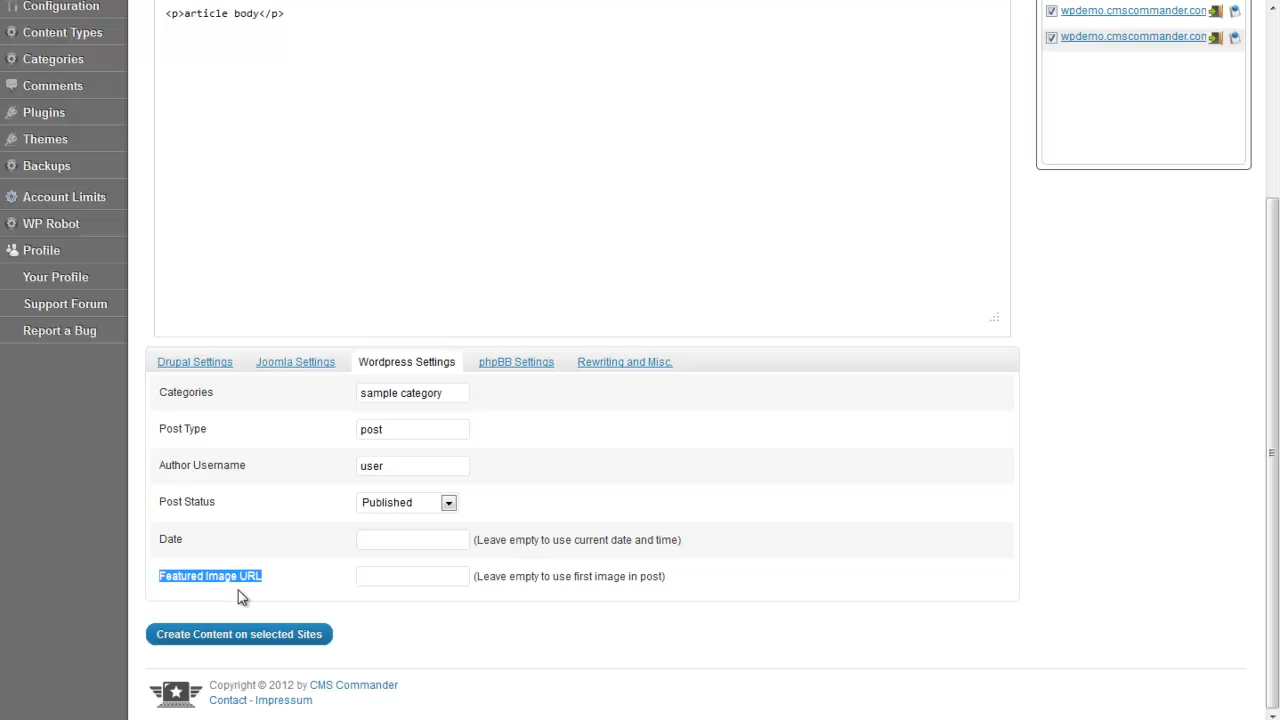 Configuration
Content Types
Categories
Comments
Plugins
Themes
Backups
Account Limits
WP Robot
Profile
Your Profile
Support Forum
Report a Bug
<p>article body</p>
wpdemo.cmscommander.con
wpdemo.cmscommander.con
Drupal Settings Joomla Settings Wordpress Settings phpBB Settings Rewriting and Misc.
Categories sample category
Post Type post
Author Username user
Post Status Published
Date (Leave empty to use current date and time)
Featured Image URL (Leave empty to use first image in post)
Create Content on selected Sites
Copyright © 2012 by CMS Commander
Contact - Impressum